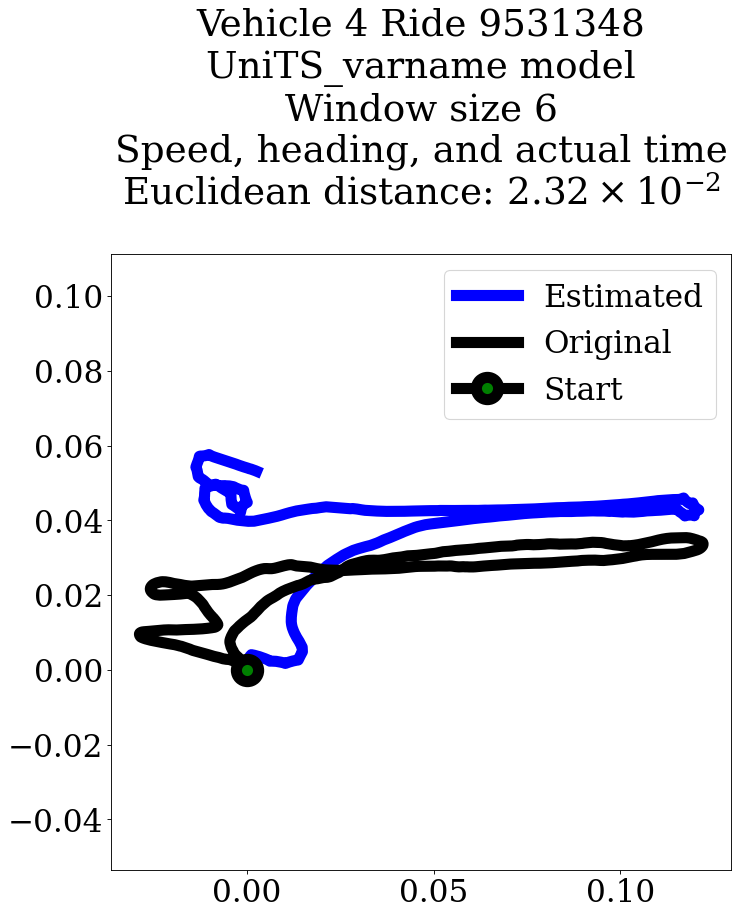 Vehicle 4 Ride 9531348
UniTS_varname model
Window size 6
Speed, heading, and actual time
Euclidean distance: 2.32 × 10⁻²
Estimated
Original
Start
0.10
0.08
0.06
0.04
0.02
0.00
−0.02
−0.04
0.00 0.05 0.10